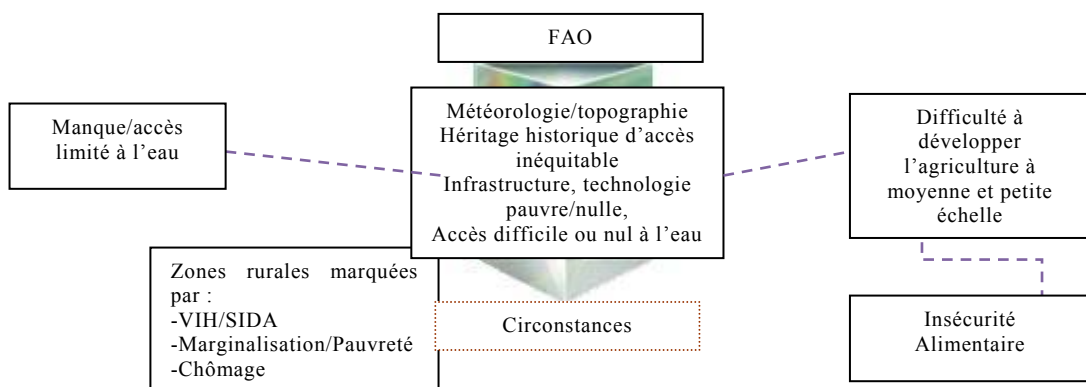 FAO
Météorologie/topographie
Héritage historique d’accès
inéquitable
Infrastructure, technologie
pauvre/nulle,
Accès difficile ou nul à l’eau
Manque/accès
limité à l’eau
Difficulté à
développer
l’agriculture à
moyenne et petite
échelle
Zones rurales marquées
par :
-VIH/SIDA
-Marginalisation/Pauvreté
-Chômage
Circonstances
Insécurité
Alimentaire